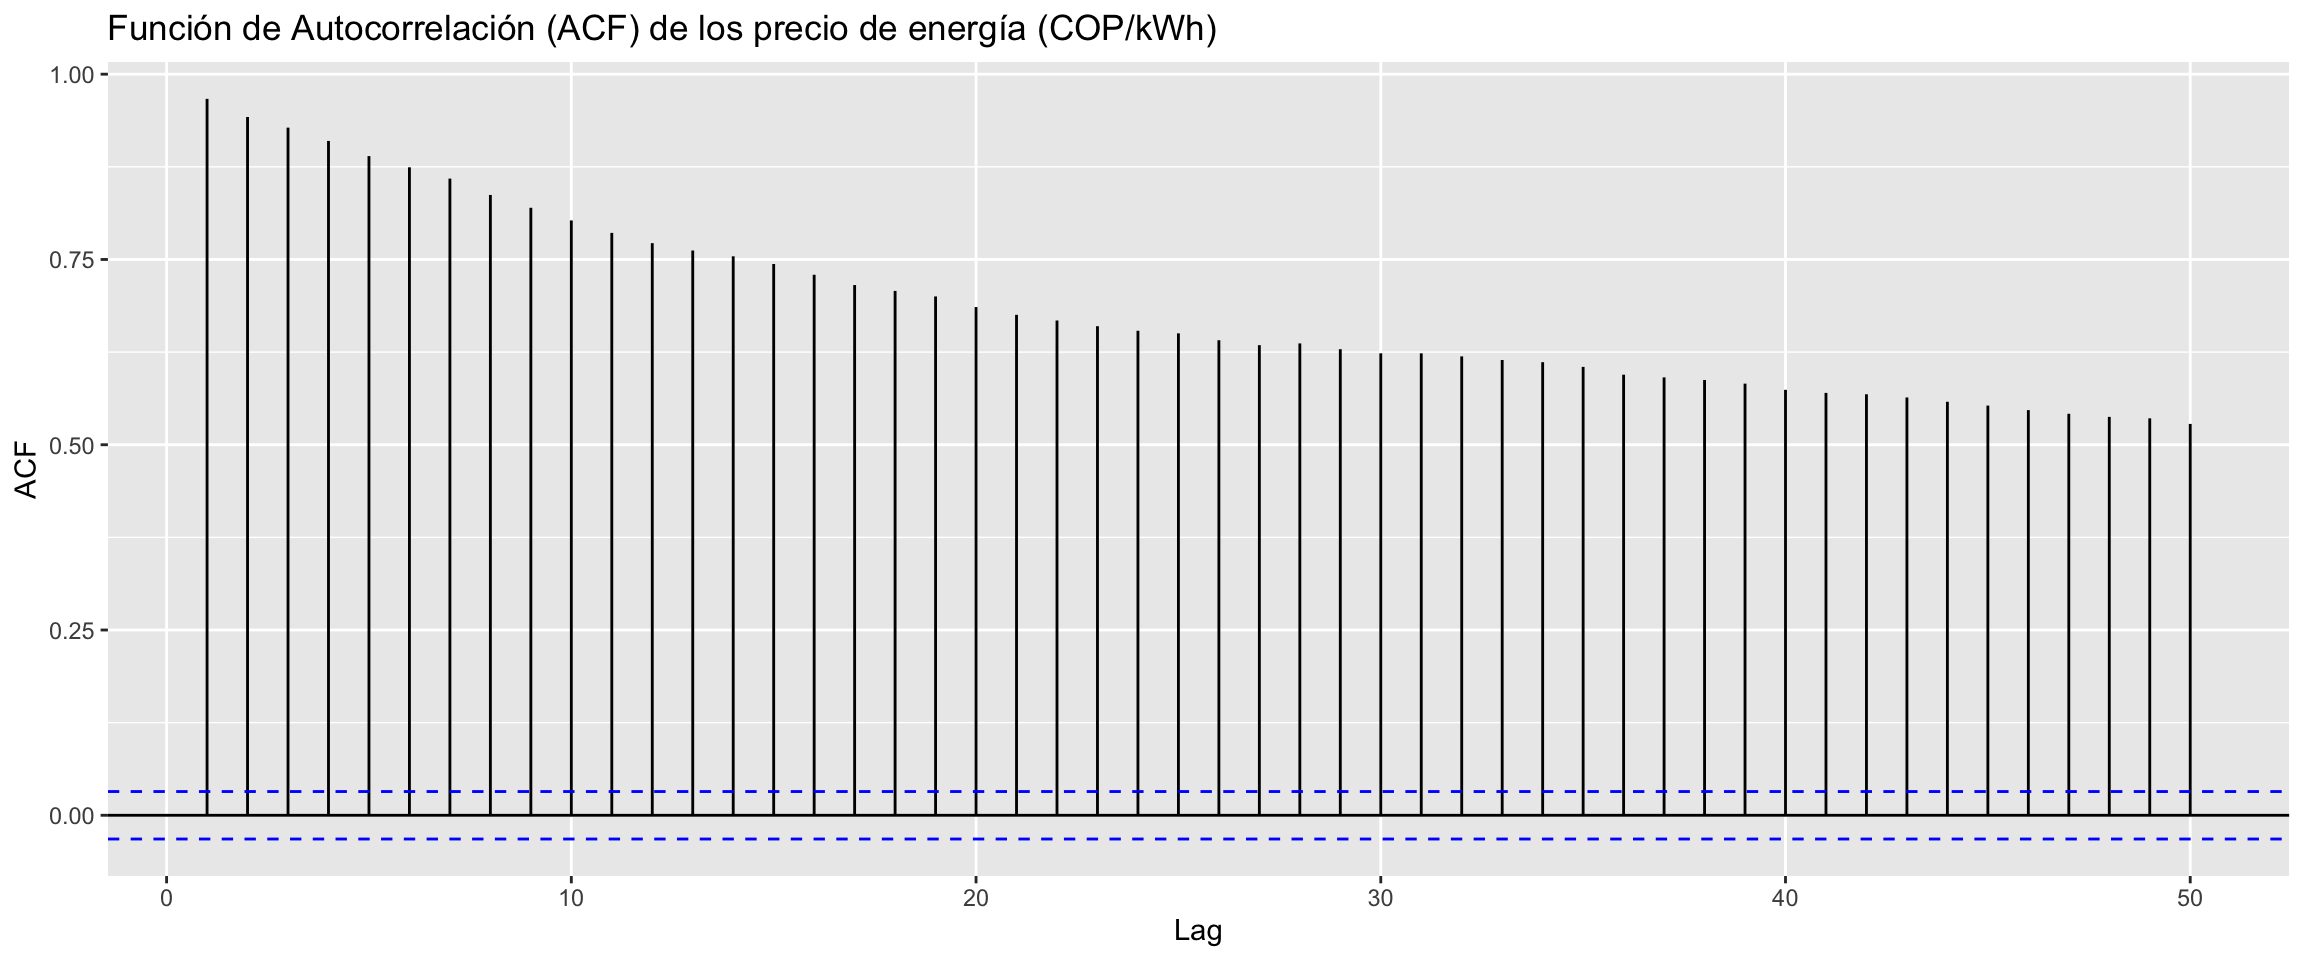 Función de Autocorrelación (ACF) de los precio de energía (COP/kWh)
1.00
0.75
0.50
0.25
0.00
ACF
0 10 20 30 40 50
Lag